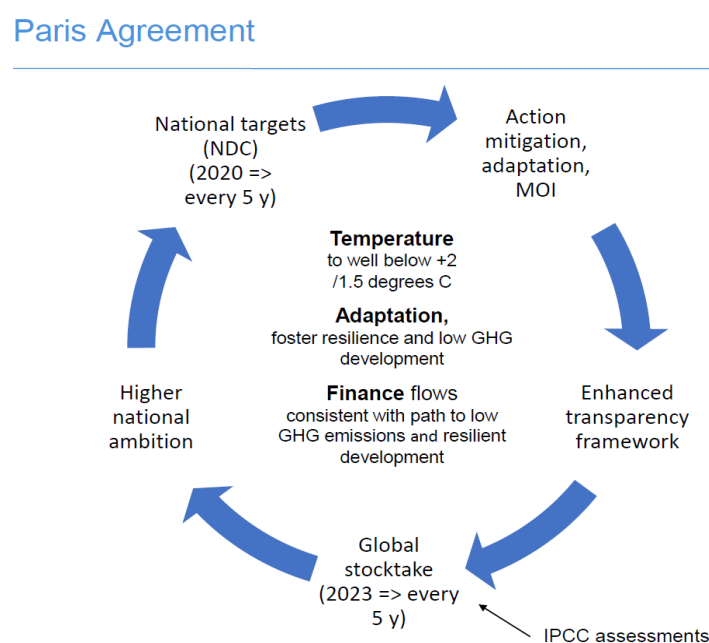 Paris Agreement
National targets
(NDC)
(2020 =>
every 5 y)
Action
mitigation,
adaptation,
MOI
Temperature
to well below +2
/1.5 degrees C
Adaptation,
foster resilience and low GHG
development
Finance flows
consistent with path to low
GHG emissions and resilient
development
Higher
national
ambition
Enhanced
transparency
framework
Global
stocktake
(2023 => every
5 y)
IPCC assessments